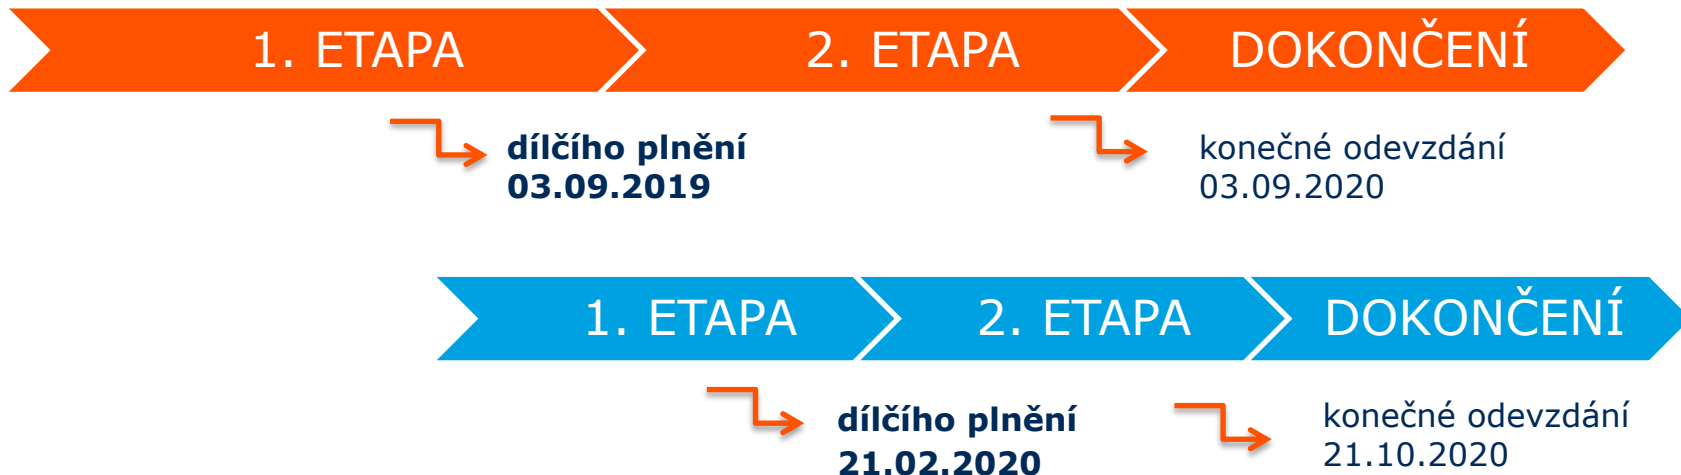 1. ETAPA
2. ETAPA
DOKONČENÍ
dílčího plnění
03.09.2019
konečné odevzdání
03.09.2020
1. ETAPA
2. ETAPA
DOKONČENÍ
dílčího plnění
21.02.2020
konečné odevzdání
21.10.2020